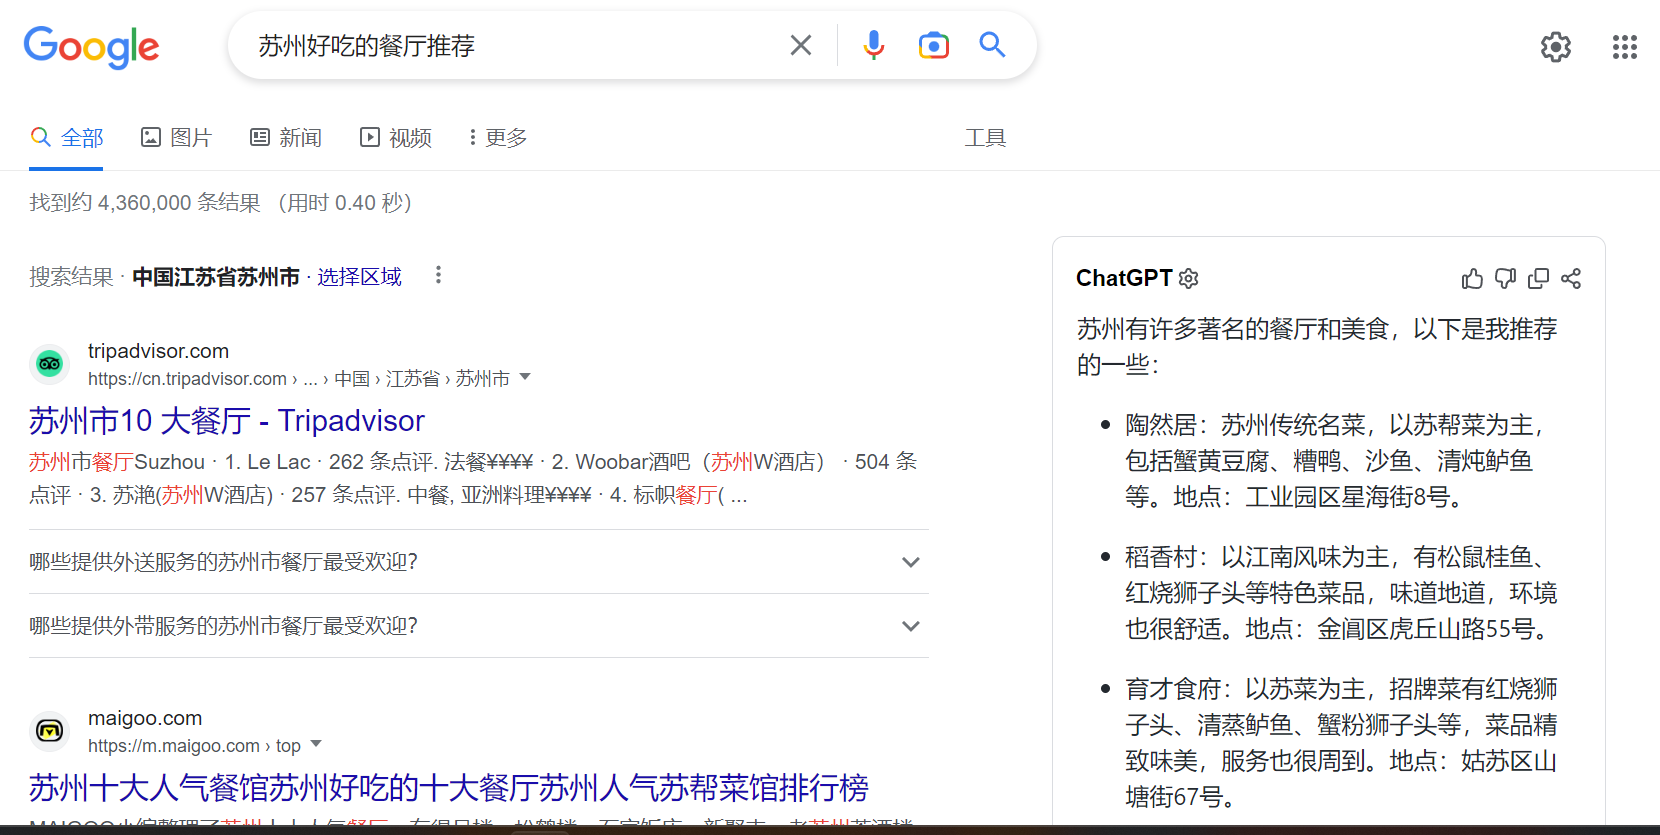 Google
苏州好吃的餐厅推荐
全部 图片 新闻 视频 更多 工具
找到约 4,360,000 条结果 （用时 0.40 秒）
搜索结果 · 中国江苏省苏州市 · 选择区域
tripadvisor.com
https://cn.tripadvisor.com › ... › 中国 › 江苏省 › 苏州市
苏州市10 大餐厅 - Tripadvisor
苏州市餐厅Suzhou · 1. Le Lac · 262 条点评. 法餐¥¥¥¥ · 2. Woobar酒吧（苏州W酒店） · 504 条
点评 · 3. 苏滟(苏州W酒店) · 257 条点评. 中餐, 亚洲料理¥¥¥¥ · 4. 标帜餐厅( ...
哪些提供外送服务的苏州市餐厅最受欢迎?
哪些提供外带服务的苏州市餐厅最受欢迎?
maigoo.com
https://m.maigoo.com › top
苏州十大人气餐馆苏州好吃的十大餐厅苏州人气苏帮菜馆排行榜
ChatGPT
苏州有许多著名的餐厅和美食，以下是我推荐
的一些：
陶然居：苏州传统名菜，以苏帮菜为主，
包括蟹黄豆腐、糟鸭、沙鱼、清炖鲈鱼
等。地点：工业园区星海街8号。
稻香村：以江南风味为主，有松鼠桂鱼、
红烧狮子头等特色菜品，味道地道，环境
也很舒适。地点：金阊区虎丘山路55号。
育才食府：以苏菜为主，招牌菜有红烧狮
子头、清蒸鲈鱼、蟹粉狮子头等，菜品精
致味美，服务也很周到。地点：姑苏区山
塘街67号。